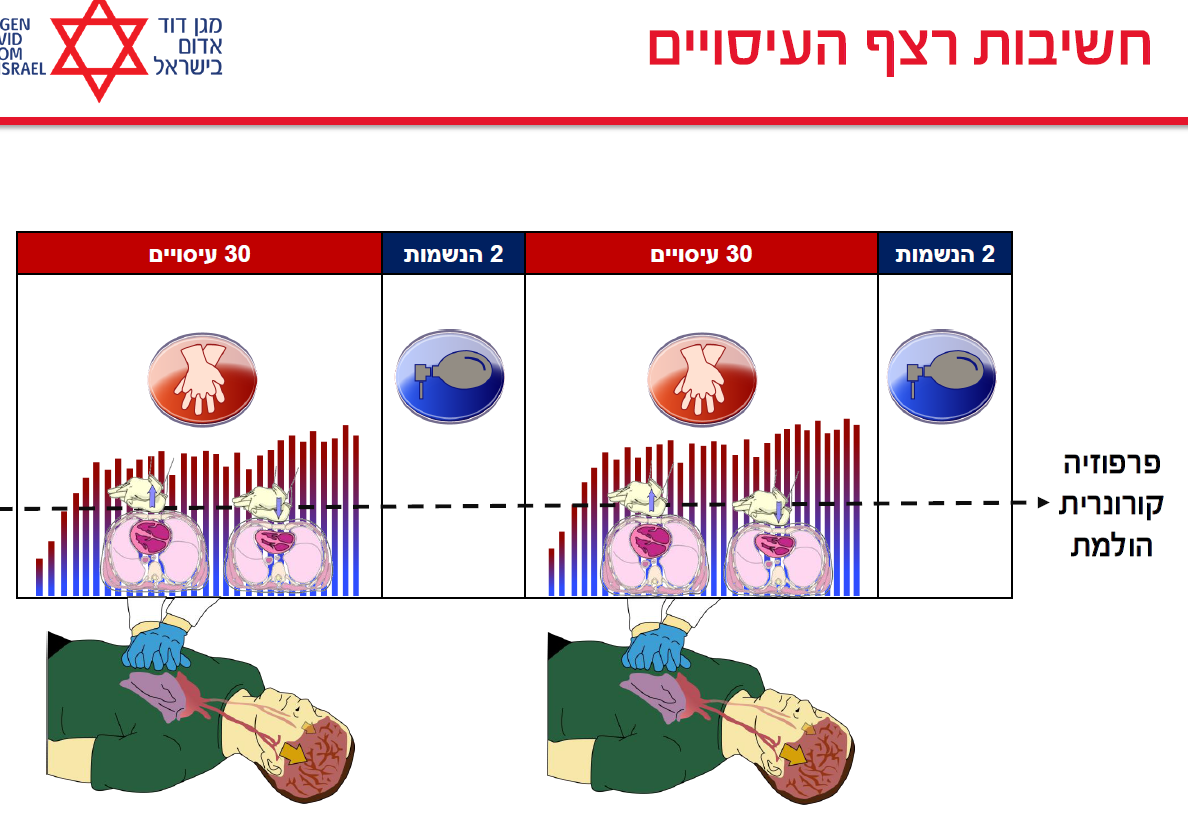 חשיבות רצף העיסויים
מגן דוד
אדום
בישראל
GEN
VID
OM
ISRAEL
30 עיסויים
2 הנשמות
30 עיסויים
2 הנשמות
פרפוזיה
קורונרית
הולמת